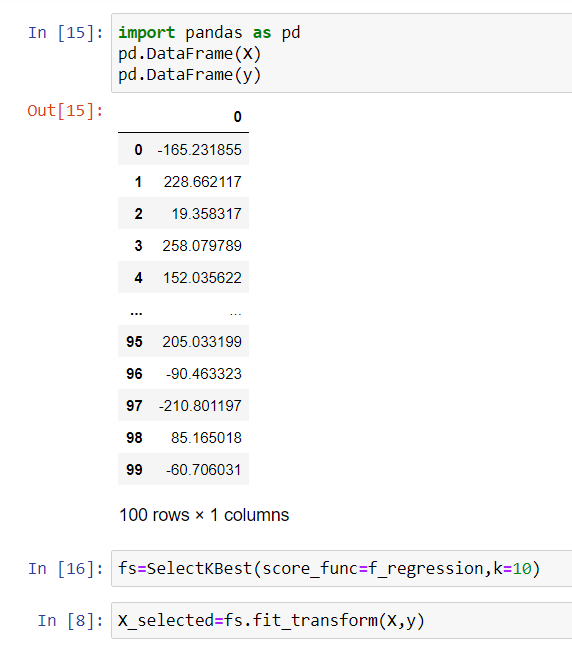 In [15]: import pandas as pd
pd.DataFrame(X)
pd.DataFrame(y)
Out[15]:
0
0 -165.231855
1 228.662117
2 19.358317
3 258.079789
4 152.035622
... ...
95 205.033199
96 -90.463323
97 -210.801197
98 85.165018
99 -60.706031
100 rows × 1 columns
In [16]: fs=SelectKBest(score_func=f_regression,k=10)
In [8]: X_selected=fs.fit_transform(X,y)